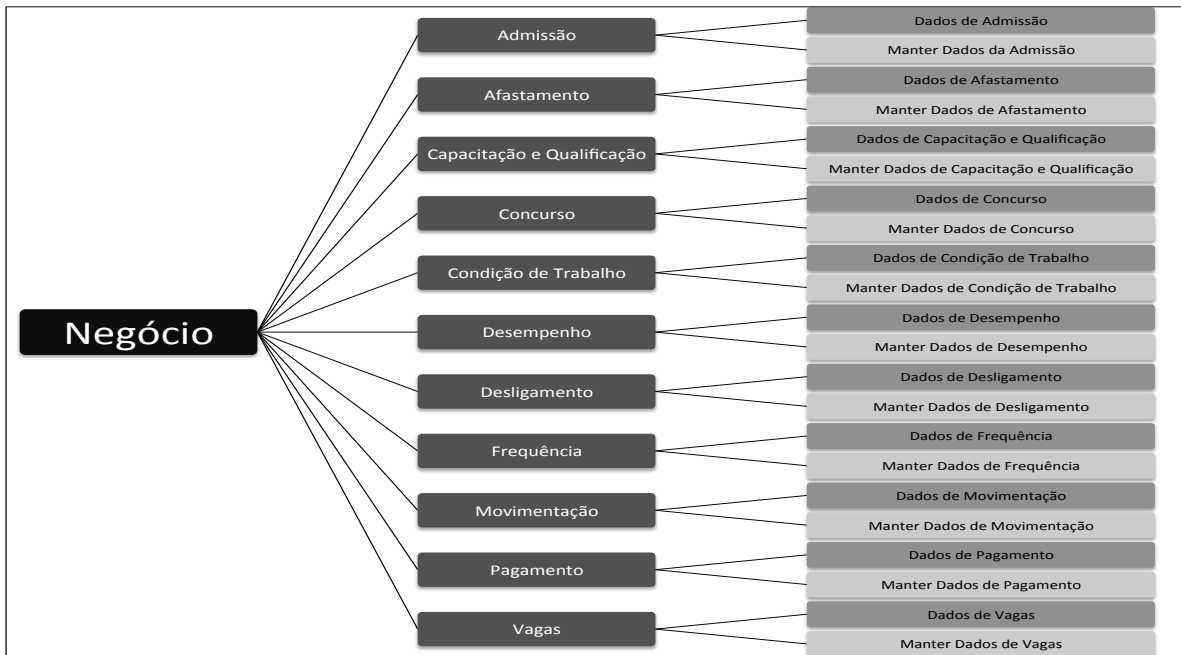 Negócio
Admissão
Dados de Admissão
Manter Dados da Admissão
Afastamento
Dados de Afastamento
Manter Dados de Afastamento
Capacitação e Qualificação
Dados de Capacitação e Qualificação
Manter Dados de Capacitação e Qualificação
Concurso
Dados de Concurso
Manter Dados de Concurso
Condição de Trabalho
Dados de Condição de Trabalho
Manter Dados de Condição de Trabalho
Desempenho
Dados de Desempenho
Manter Dados de Desempenho
Desligamento
Dados de Desligamento
Manter Dados de Desligamento
Frequência
Dados de Frequência
Manter Dados de Frequência
Movimentação
Dados de Movimentação
Manter Dados de Movimentação
Pagamento
Dados de Pagamento
Manter Dados de Pagamento
Vagas
Dados de Vagas
Manter Dados de Vagas